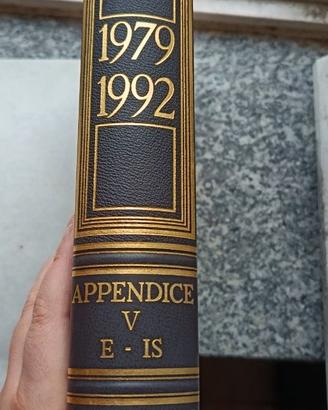 1979
1992
APPENDICE
V
E - IS